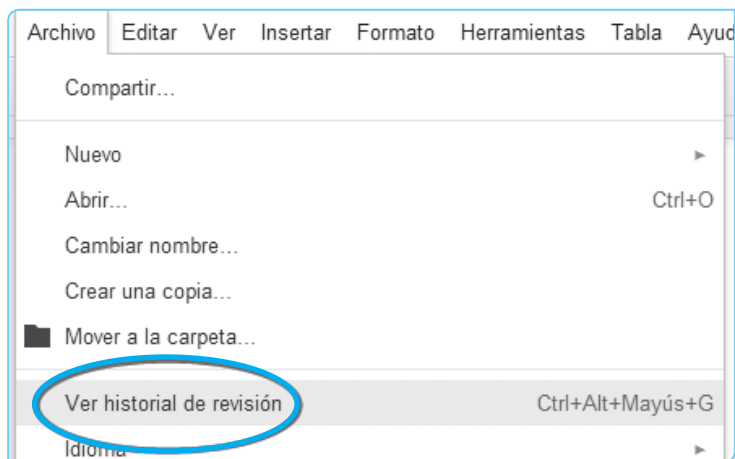 Archivo Editar Ver Insertar Formato Herramientas Tabla Ayud
Compartir...
Nuevo
Abrir... Ctrl+O
Cambiar nombre...
Crear una copia...
Mover a la carpeta...
Ver historial de revisión Ctrl+Alt+Mayús+G
Idioma